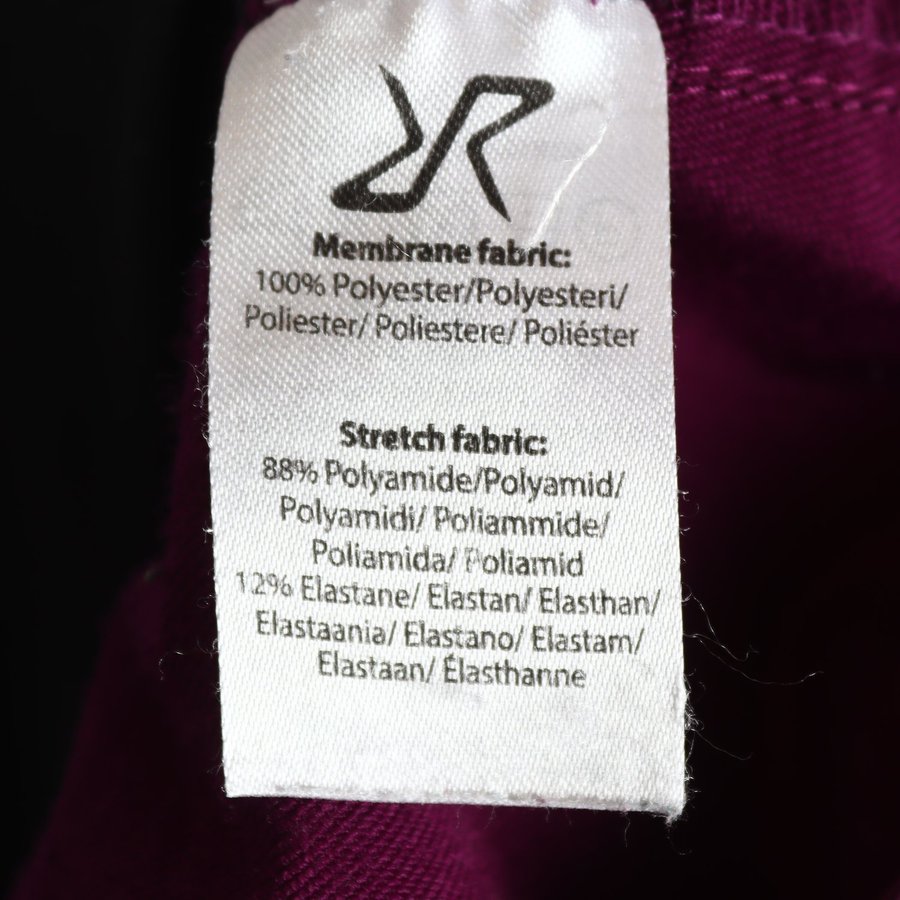 Membrane fabric:
100% Polyester/Polyesteri/
Poliester/ Poliestere/ Poliéster
Stretch fabric:
88% Polyamide/Polyamid/
Polyamidi/ Poliammide/
Poliamida/ Poliamid
12% Elastane/ Elastan/ Elasthan/
Elastaania/ Elastano/ Elastam/
Elastaan/ Élasthanne